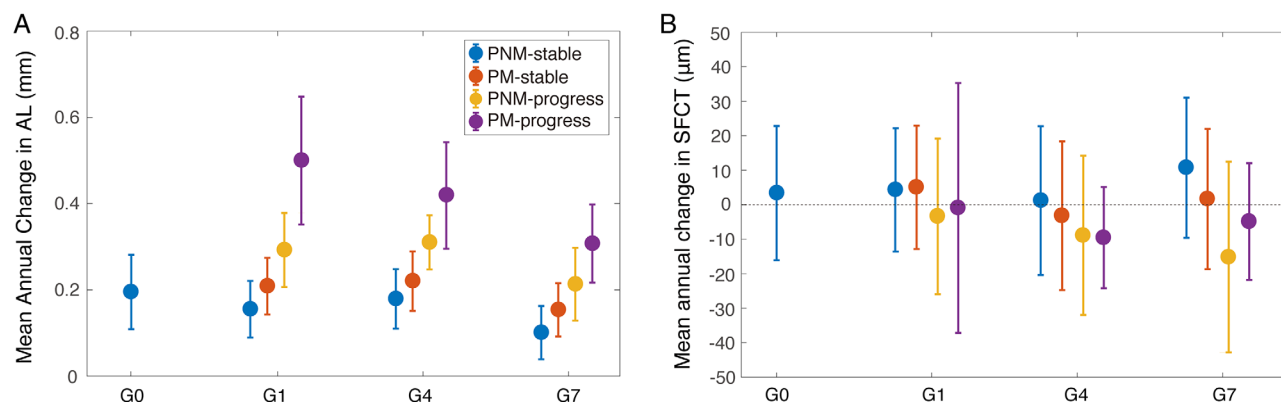 A
Mean Annual Change in AL (mm)
0.8
0.6
0.4
0.2
0
G0
G1
G4
G7
PNM-stable
PM-stable
PNM-progress
PM-progress
B
Mean annual change in SFCT (μm)
50
40
30
20
10
0
-10
-20
-30
-40
-50
G0
G1
G4
G7